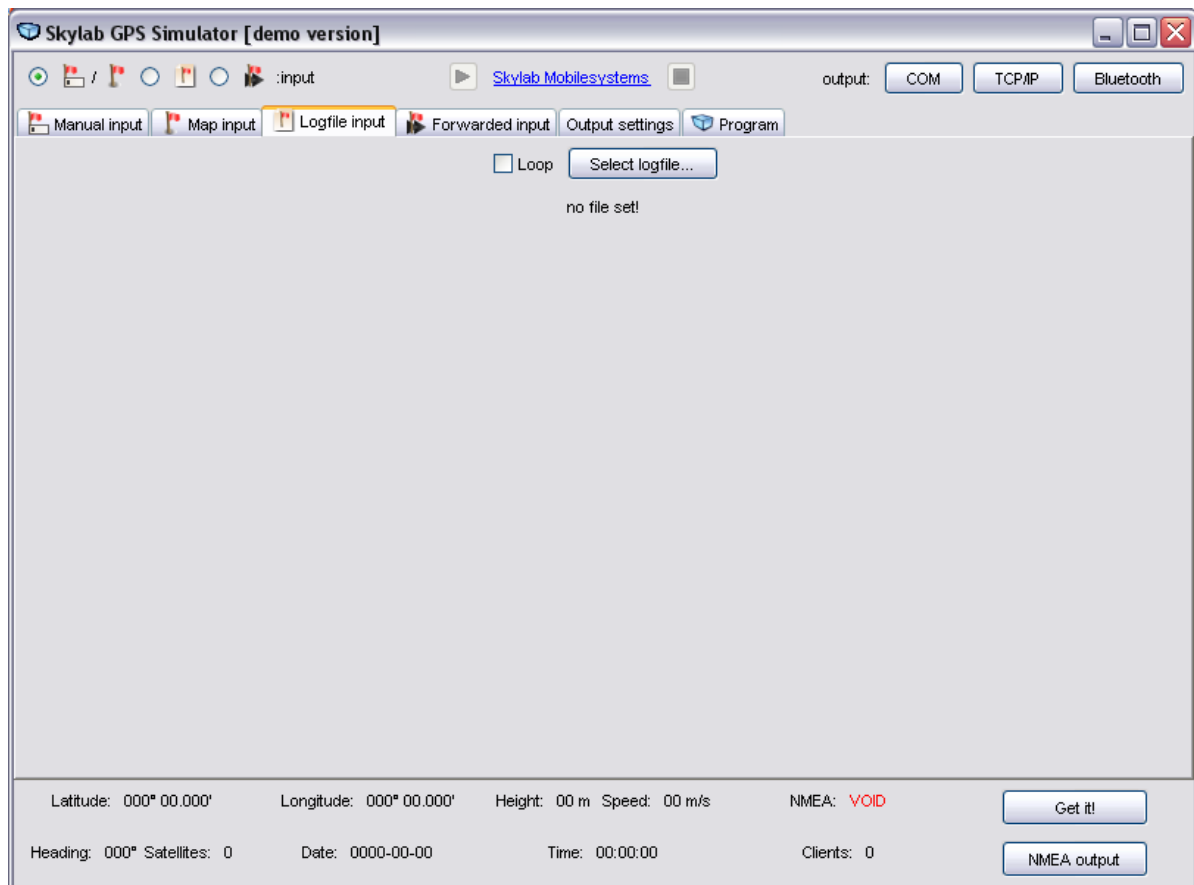 Skylab GPS Simulator [demo version]
/ :input Skylab Mobilesystems output: COM TCP/IP Bluetooth
Manual input Map input Logfile input Forwarded input Output settings Program
Loop Select logfile...
no file set!
Latitude: 000° 00.000' Longitude: 000° 00.000' Height: 00 m Speed: 00 m/s NMEA: VOID Get it!
Heading: 000° Satellites: 0 Date: 0000-00-00 Time: 00:00:00 Clients: 0 NMEA output